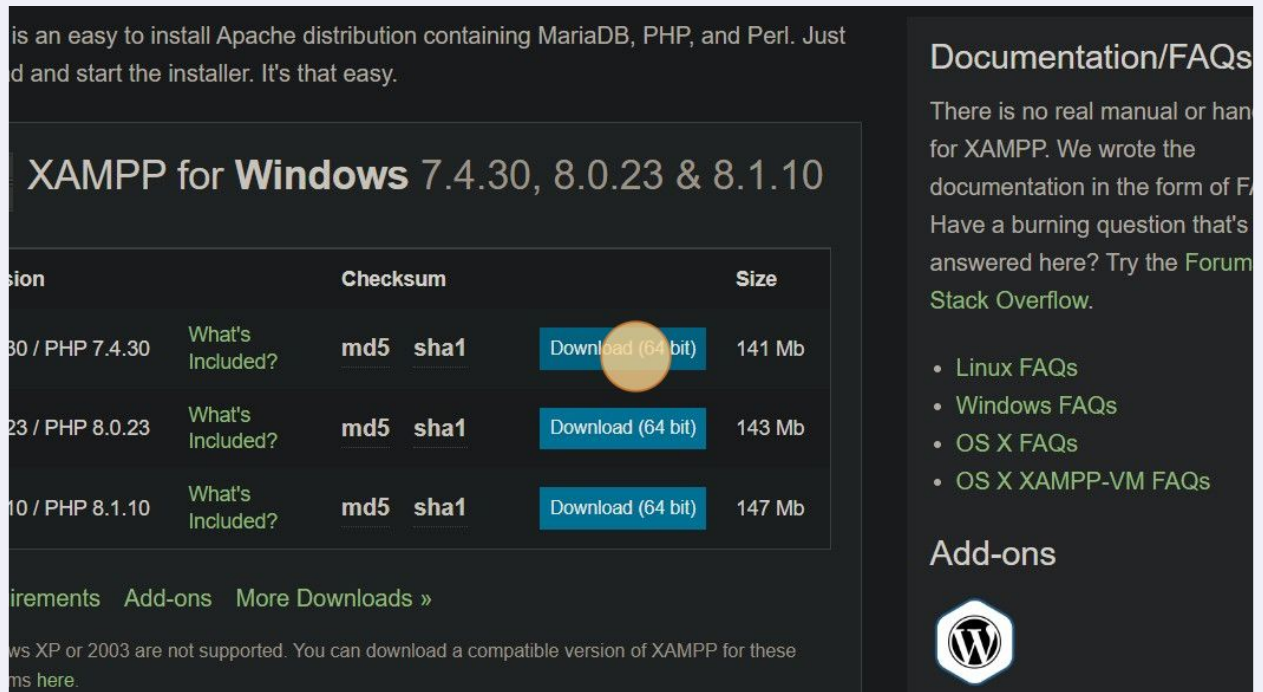 is an easy to install Apache distribution containing MariaDB, PHP, and Perl. Just
d and start the installer. It's that easy.
XAMPP for Windows 7.4.30, 8.0.23 & 8.1.10
sion Checksum Size
30 / PHP 7.4.30 What's Included? md5 sha1 Download (64 bit) 141 Mb
23 / PHP 8.0.23 What's Included? md5 sha1 Download (64 bit) 143 Mb
10 / PHP 8.1.10 What's Included? md5 sha1 Download (64 bit) 147 Mb
irements Add-ons More Downloads »
ws XP or 2003 are not supported. You can download a compatible version of XAMPP for these
ms here.
Documentation/FAQs
There is no real manual or han
for XAMPP. We wrote the
documentation in the form of FA
Have a burning question that's
answered here? Try the Forum
Stack Overflow.
• Linux FAQs
• Windows FAQs
• OS X FAQs
• OS X XAMPP-VM FAQs
Add-ons
W